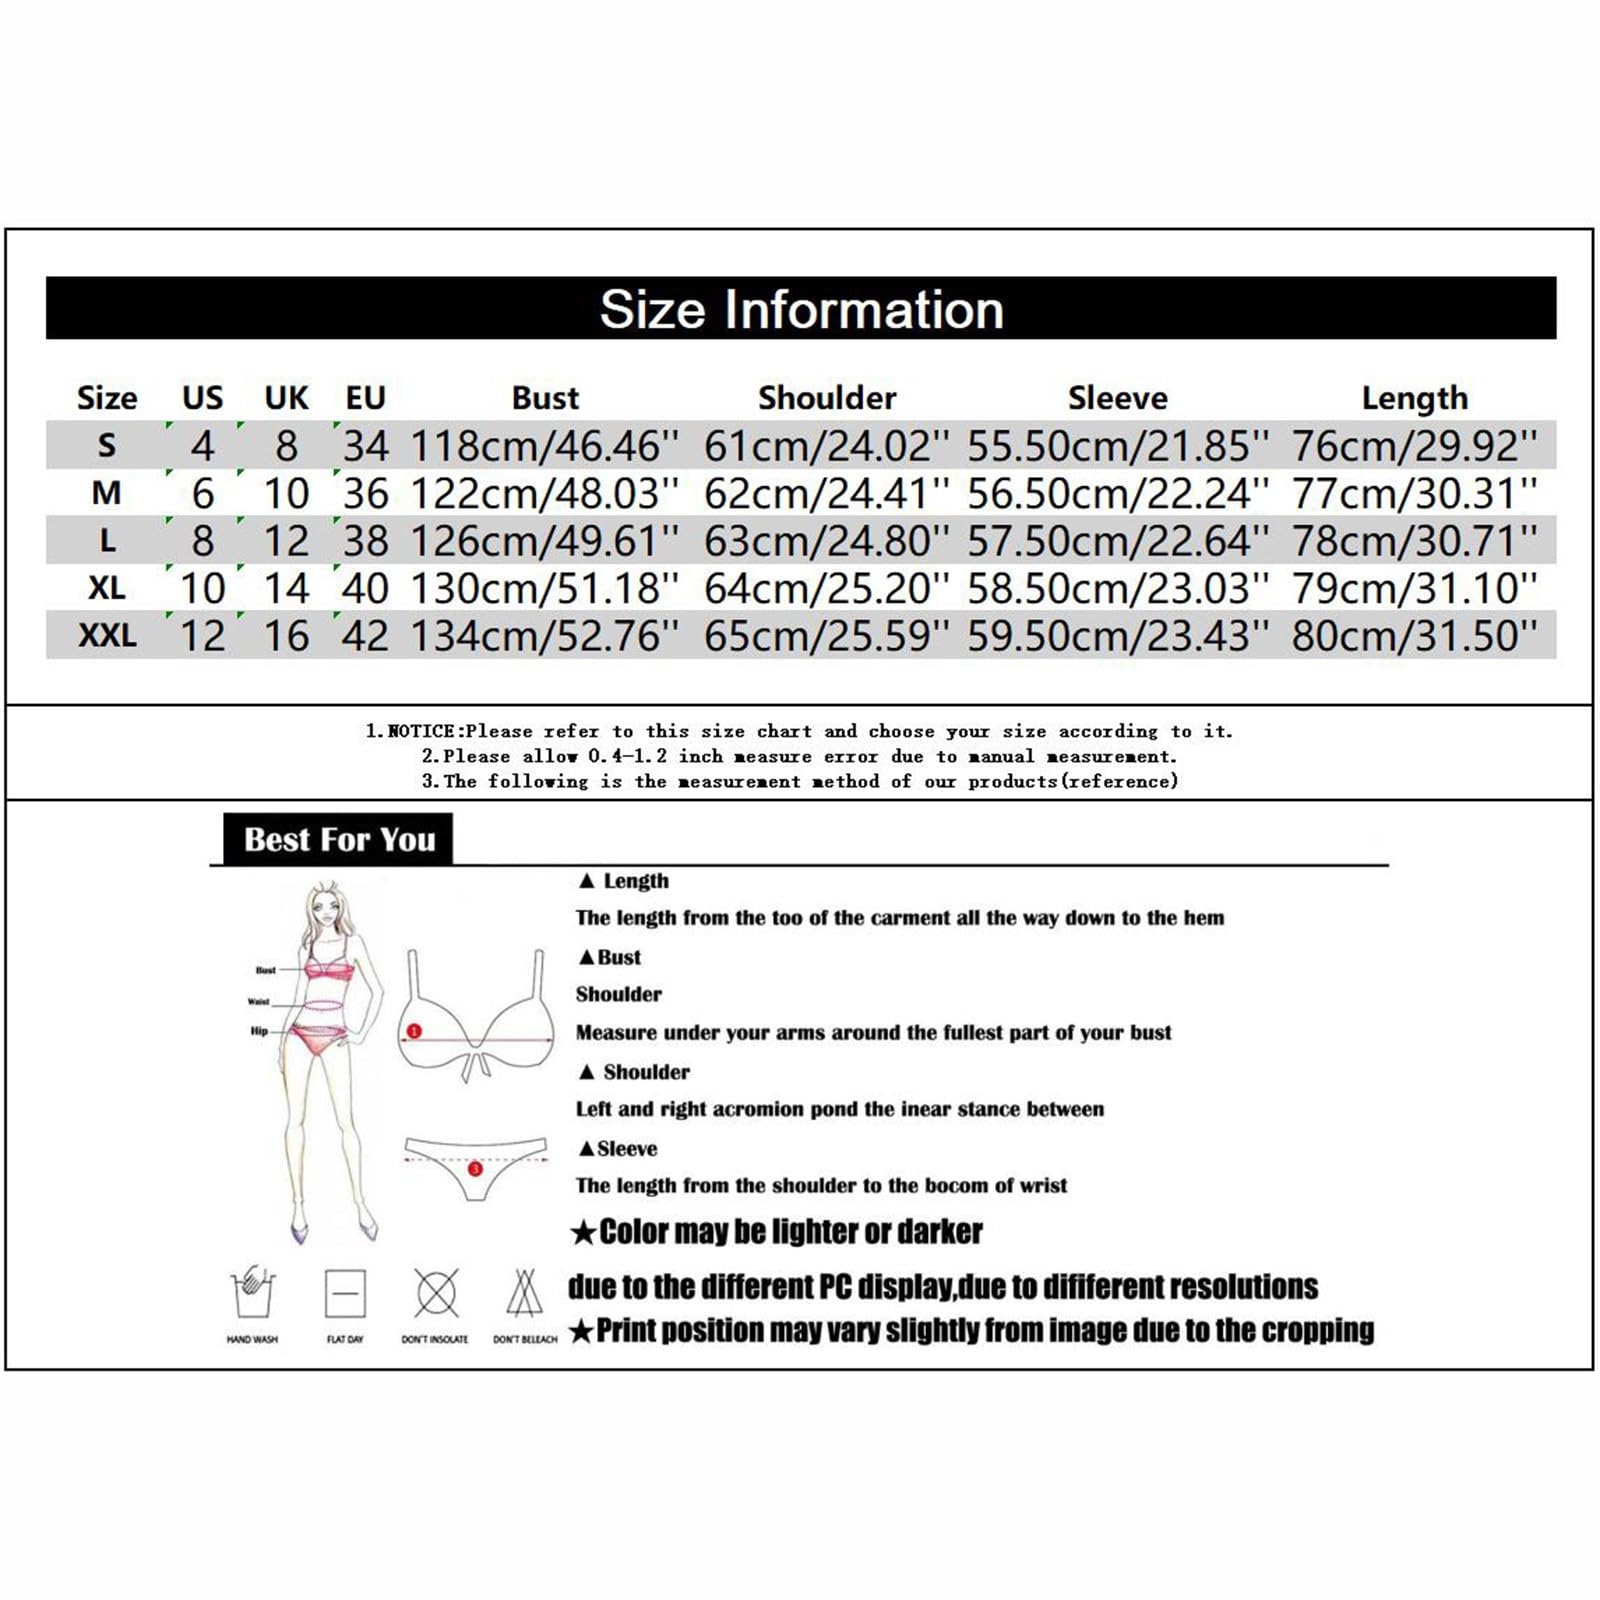 Size Information
Size US UK EU Bust Shoulder Sleeve Length
S 4 8 34 118cm/46.46'' 61cm/24.02'' 55.50cm/21.85'' 76cm/29.92''
M 6 10 36 122cm/48.03'' 62cm/24.41'' 56.50cm/22.24'' 77cm/30.31''
L 8 12 38 126cm/49.61'' 63cm/24.80'' 57.50cm/22.64'' 78cm/30.71''
XL 10 14 40 130cm/51.18'' 64cm/25.20'' 58.50cm/23.03'' 79cm/31.10''
XXL 12 16 42 134cm/52.76'' 65cm/25.59'' 59.50cm/23.43'' 80cm/31.50''
1.NOTICE:Please refer to this size chart and choose your size according to it.
2.Please allow 0.4-1.2 inch measure error due to manual measurement.
3.The following is the measurement method of our products(reference)
Best For You
Bust
Waist
Hip
1
3
▲ Length
The length from the too of the carment all the way down to the hem
▲Bust
Shoulder
Measure under your arms around the fullest part of your bust
▲ Shoulder
Left and right acromion pond the inear stance between
▲Sleeve
The length from the shoulder to the bocom of wrist
★Color may be lighter or darker
due to the different PC display,due to dififferent resolutions
★Print position may vary slightly from image due to the cropping
HAND WASH FLAT DAY DON'T INSOLATE DON'T BELEACH